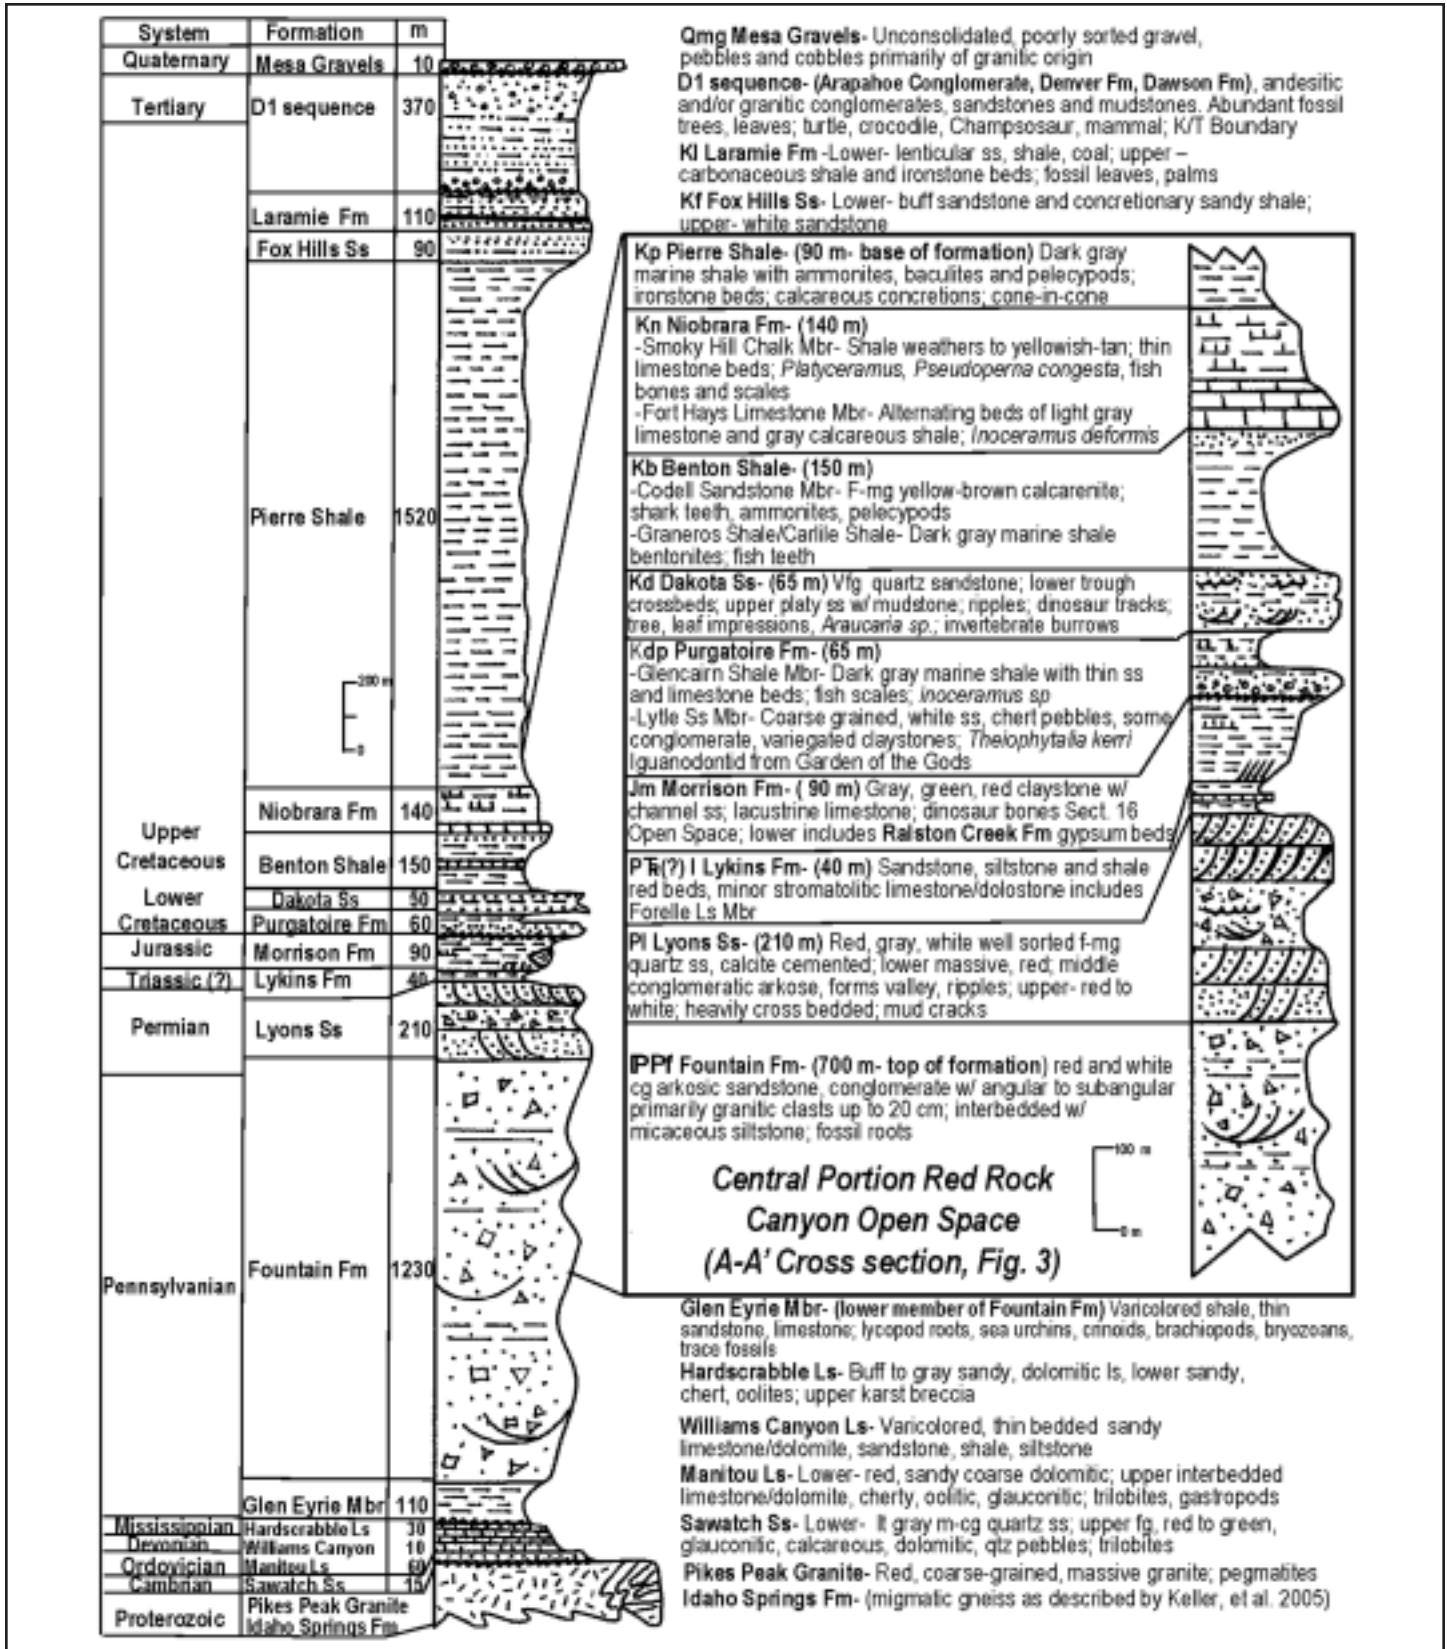 System Formation m
Quaternary Mesa Gravels 10
Tertiary D1 sequence 370
Laramie Fm 110
Fox Hills Ss 90
Pierre Shale 1520
200 m
0
Niobrara Fm 140
Upper
Cretaceous Benton Shale 150
Lower Dakota Ss 50
Cretaceous Purgatoire Fm 60
Jurassic Morrison Fm 90
Triassic (?) Lykins Fm 40
Permian Lyons Ss 210
Pennsylvanian Fountain Fm 1230
Glen Eyrie Mbr 110
Mississippian Hardscrabble Ls 30
Devonian Williams Canyon 10
Ordovician Manitou Ls 60
Cambrian Sawatch Ss 15
Proterozoic Pikes Peak Granite
Idaho Springs Fm
Qmg Mesa Gravels- Unconsolidated, poorly sorted gravel,
pebbles and cobbles primarily of granitic origin
D1 sequence- (Arapahoe Conglomerate, Denver Fm, Dawson Fm), andesitic
and/or granitic conglomerates, sandstones and mudstones. Abundant fossil
trees, leaves; turtle, crocodile, Champsosaur, mammal; K/T Boundary
Kl Laramie Fm -Lower- lenticular ss, shale, coal; upper –
carbonaceous shale and ironstone beds; fossil leaves, palms
Kf Fox Hills Ss- Lower- buff sandstone and concretionary sandy shale;
upper- white sandstone
Kp Pierre Shale- (90 m- base of formation) Dark gray
marine shale with ammonites, baculites and pelecypods;
ironstone beds; calcareous concretions; cone-in-cone
Kn Niobrara Fm- (140 m)
-Smoky Hill Chalk Mbr- Shale weathers to yellowish-tan; thin
limestone beds; Platyceramus, Pseudoperna congesta, fish
bones and scales
-Fort Hays Limestone Mbr- Alternating beds of light gray
limestone and gray calcareous shale; Inoceramus deformis
Kb Benton Shale- (150 m)
-Codell Sandstone Mbr- F-mg yellow-brown calcarenite;
shark teeth, ammonites, pelecypods
-Graneros Shale/Carlile Shale- Dark gray marine shale
bentonites; fish teeth
Kd Dakota Ss- (65 m) Vfg quartz sandstone; lower trough
crossbeds; upper platy ss w/ mudstone; ripples; dinosaur tracks;
tree, leaf impressions, Araucaria sp.; invertebrate burrows
Kdp Purgatoire Fm- (65 m)
-Glencairn Shale Mbr- Dark gray marine shale with thin ss
and limestone beds; fish scales; Inoceramus sp
-Lytle Ss Mbr- Coarse grained, white ss, chert pebbles, some
conglomerate, variegated claystones; Theiophytalia kerri
Iguanodontid from Garden of the Gods
Jm Morrison Fm- ( 90 m) Gray, green, red claystone w/
channel ss; lacustrine limestone; dinosaur bones Sect. 16
Open Space; lower includes Ralston Creek Fm gypsum beds
PTR(?) l Lykins Fm- (40 m) Sandstone, siltstone and shale
red beds, minor stromatolitic limestone/dolostone includes
Forelle Ls Mbr
Pl Lyons Ss- (210 m) Red, gray, white well sorted f-mg
quartz ss, calcite cemented; lower massive, red; middle
conglomeratic arkose, forms valley, ripples; upper- red to
white; heavily cross bedded; mud cracks
IPPf Fountain Fm- (700 m- top of formation) red and white
cg arkosic sandstone, conglomerate w/ angular to subangular
primarily granitic clasts up to 20 cm; interbedded w/
micaceous siltstone; fossil roots
100 m
0 m
Central Portion Red Rock
Canyon Open Space
(A-A' Cross section, Fig. 3)
Glen Eyrie Mbr- (lower member of Fountain Fm) Varicolored shale, thin
sandstone, limestone; lycopod roots, sea urchins, crinoids, brachiopods, bryozoans,
trace fossils
Hardscrabble Ls- Buff to gray sandy, dolomitic ls, lower sandy,
chert, oolites; upper karst breccia
Williams Canyon Ls- Varicolored, thin bedded sandy
limestone/dolomite, sandstone, shale, siltstone
Manitou Ls- Lower- red, sandy coarse dolomitic; upper interbedded
limestone/dolomite, cherty, oolitic, glauconitic; trilobites, gastropods
Sawatch Ss- Lower- lt gray m-cg quartz ss; upper fg, red to green,
glauconitic, calcareous, dolomitic, qtz pebbles; trilobites
Pikes Peak Granite- Red, coarse-grained, massive granite; pegmatites
Idaho Springs Fm- (migmatic gneiss as described by Keller, et al. 2005)